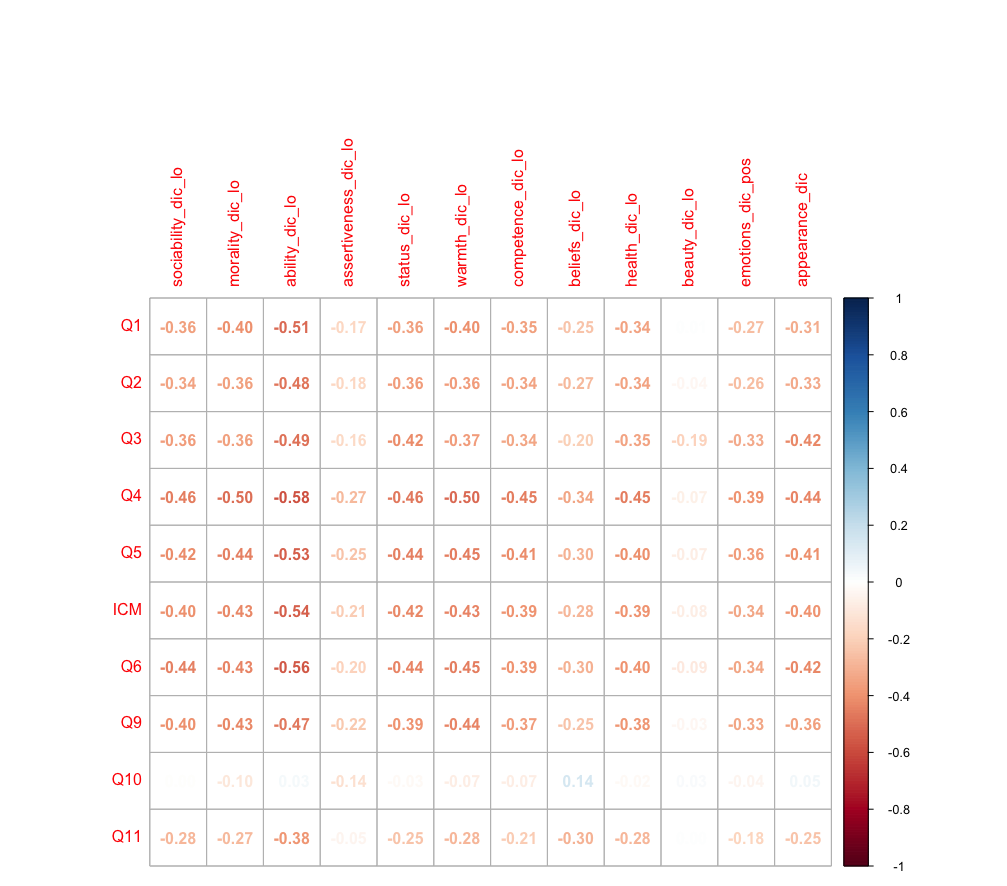 sociability_dic_lo morality_dic_lo ability_dic_lo assertiveness_dic_lo status_dic_lo warmth_dic_lo competence_dic_lo beliefs_dic_lo health_dic_lo beauty_dic_lo emotions_dic_pos appearance_dic
Q1 -0.36 -0.40 -0.51 -0.17 -0.36 -0.40 -0.35 -0.25 -0.34 -0.27 -0.31
Q2 -0.34 -0.36 -0.48 -0.18 -0.36 -0.36 -0.34 -0.27 -0.34 -0.04 -0.26 -0.33
Q3 -0.36 -0.36 -0.49 -0.16 -0.42 -0.37 -0.34 -0.20 -0.35 -0.19 -0.33 -0.42
Q4 -0.46 -0.50 -0.58 -0.27 -0.46 -0.50 -0.45 -0.34 -0.45 -0.07 -0.39 -0.44
Q5 -0.42 -0.44 -0.53 -0.25 -0.44 -0.45 -0.41 -0.30 -0.40 -0.07 -0.36 -0.41
ICM -0.40 -0.43 -0.54 -0.21 -0.42 -0.43 -0.39 -0.28 -0.39 -0.08 -0.34 -0.40
Q6 -0.44 -0.43 -0.56 -0.20 -0.44 -0.45 -0.39 -0.30 -0.40 -0.09 -0.34 -0.42
Q9 -0.40 -0.43 -0.47 -0.22 -0.39 -0.44 -0.37 -0.25 -0.38 -0.03 -0.33 -0.36
Q10 -0.10 0.03 -0.14 -0.03 -0.07 -0.07 0.14 -0.02 0.03 -0.04 0.05
Q11 -0.28 -0.27 -0.38 -0.05 -0.25 -0.28 -0.21 -0.30 -0.28 -0.18 -0.25
1
0.8
0.6
0.4
0.2
0
-0.2
-0.4
-0.6
-0.8
-1